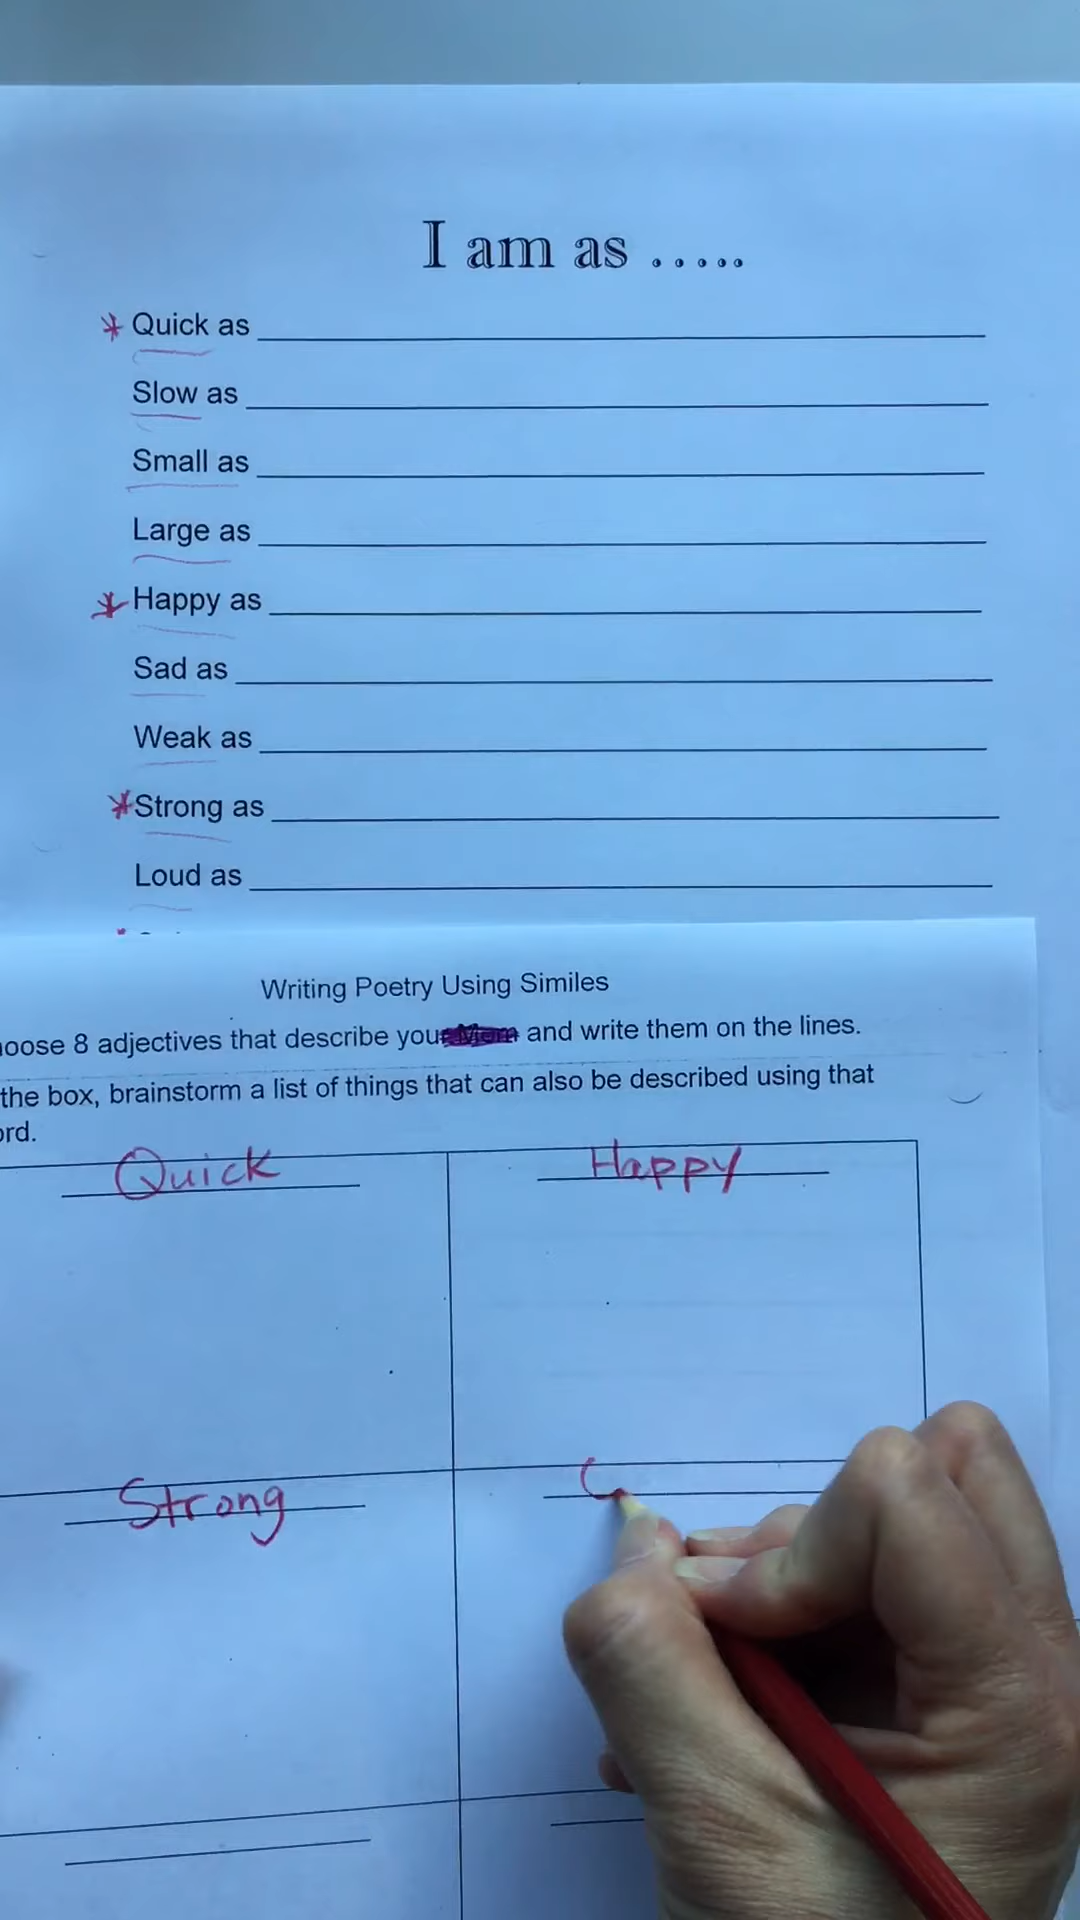 I am as .....
Quick as
Slow as
Small as
Large as
Happy as
Sad as
Weak as
Strong as
Loud as
Writing Poetry Using Similes
oose 8 adjectives that describe you and write them on the lines.
the box, brainstorm a list of things that can also be described using that
ord.
Quick Happy
Strong